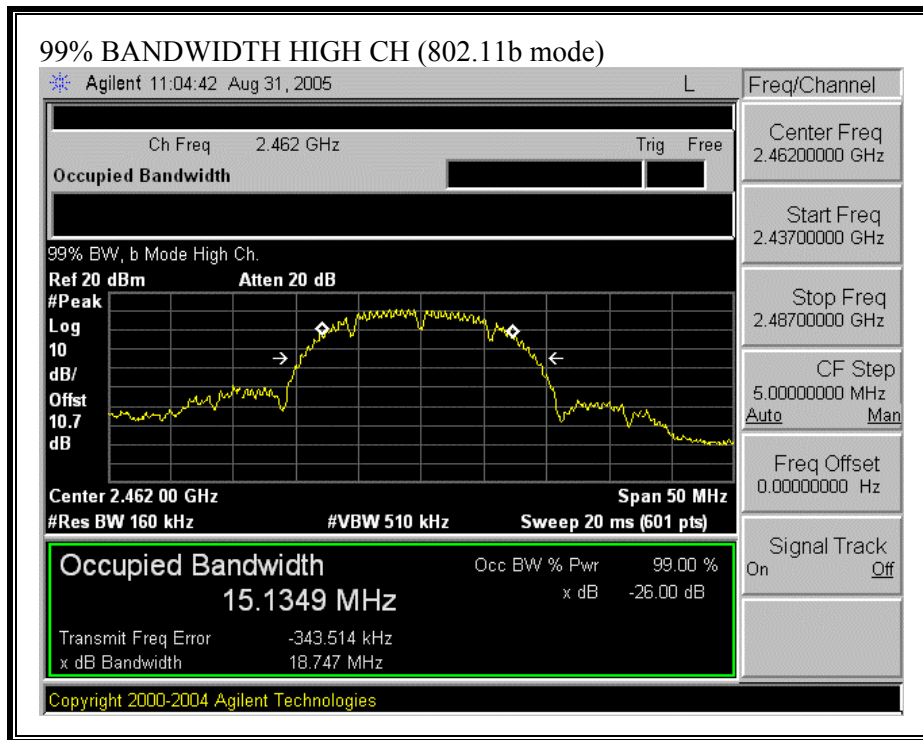 99% BANDWIDTH HIGH CH (802.11b mode)
Agilent 11:04:42 Aug 31, 2005 L
Freq/Channel
Ch Freq 2.462 GHz Trig Free
Occupied Bandwidth
Center Freq
2.46200000 GHz
Start Freq
2.43700000 GHz
Stop Freq
2.48700000 GHz
CF Step
5.00000000 MHz
Auto Man
Freq Offset
0.00000000 Hz
Signal Track
On Off
99% BW, b Mode High Ch.
Ref 20 dBm Atten 20 dB
#Peak
Log
10
dB/
Offst
10.7
dB
Center 2.462 00 GHz Span 50 MHz
#Res BW 160 kHz #VBW 510 kHz Sweep 20 ms (601 pts)
Occupied Bandwidth Occ BW % Pwr 99.00 %
15.1349 MHz x dB -26.00 dB
Transmit Freq Error -343.514 kHz
x dB Bandwidth 18.747 MHz
Copyright 2000-2004 Agilent Technologies